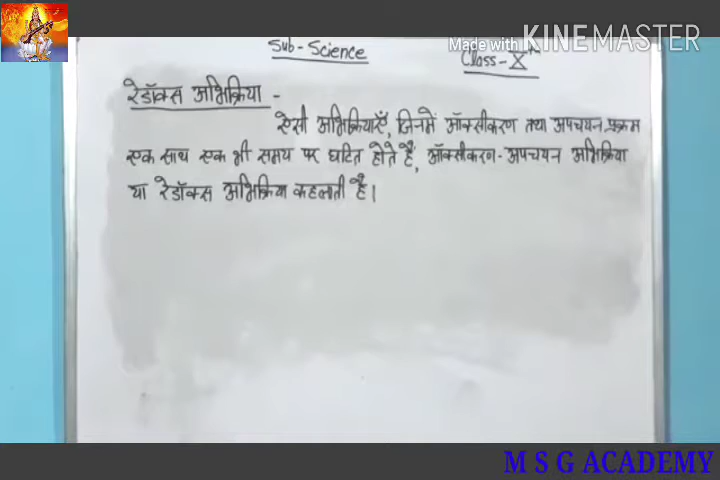 Made with KINEMASTER
Sub - Science
Class - Xth
रेडॉक्स अभिक्रिया -
ऐसी अभिक्रियाएँ, जिनमें ऑक्सीकरण तथा अपचयन प्रक्रम
एक साथ एक भी समय पर घटित होते हैं, ऑक्सीकरण - अपचयन अभिक्रिया
या रेडॉक्स अभिक्रिया कहलाती है।
M S G ACADEMY